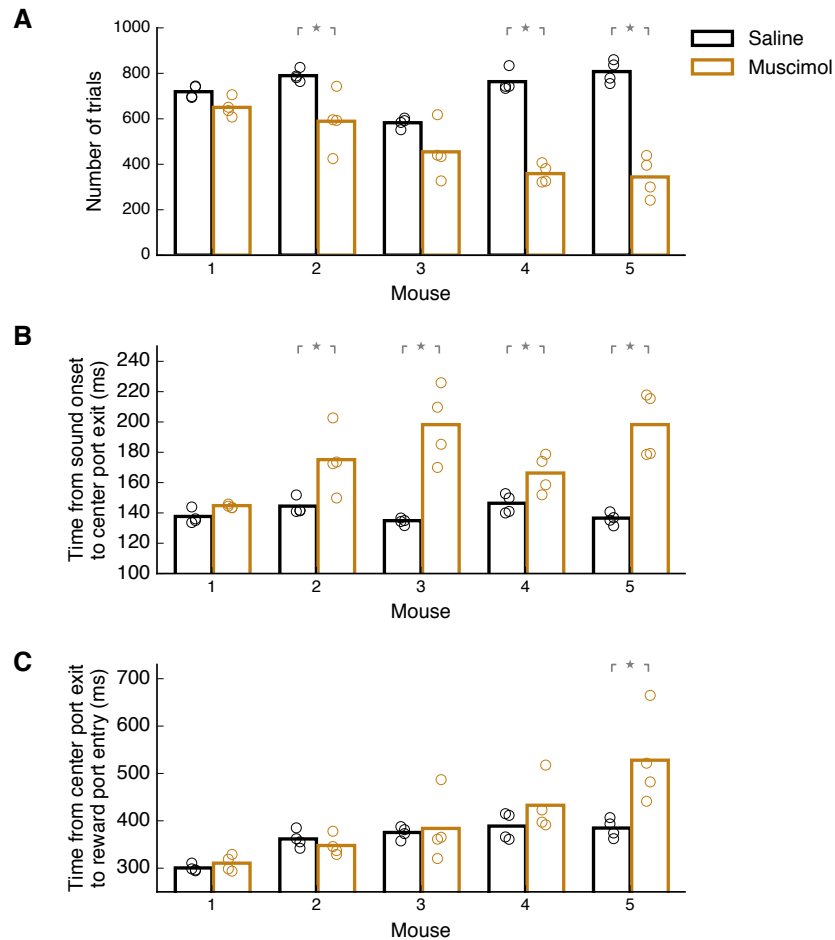 A
1000
800
600
400
200
0
Number of trials
1 2 3 4 5
Mouse
Saline
Muscimol
B
240
220
200
180
160
140
120
100
Time from sound onset
to center port exit (ms)
1 2 3 4 5
Mouse
C
700
600
500
400
300
Time from center port exit
to reward port entry (ms)
1 2 3 4 5
Mouse